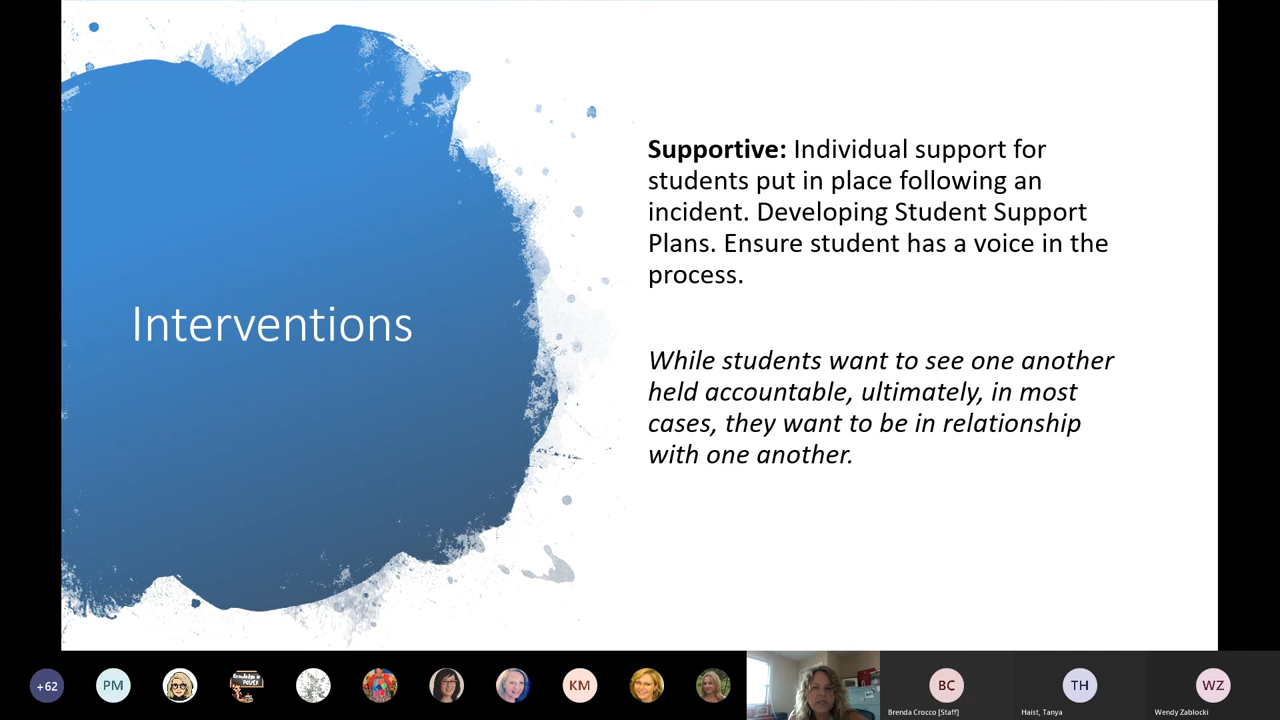 Interventions
Supportive: Individual support for
students put in place following an
incident. Developing Student Support
Plans. Ensure student has a voice in the
process.
While students want to see one another
held accountable, ultimately, in most
cases, they want to be in relationship
with one another.
+62
PM
KM
BC
TH
WZ
Brenda Crocco [Staff]
Haist, Tanya
Wendy Zablocki